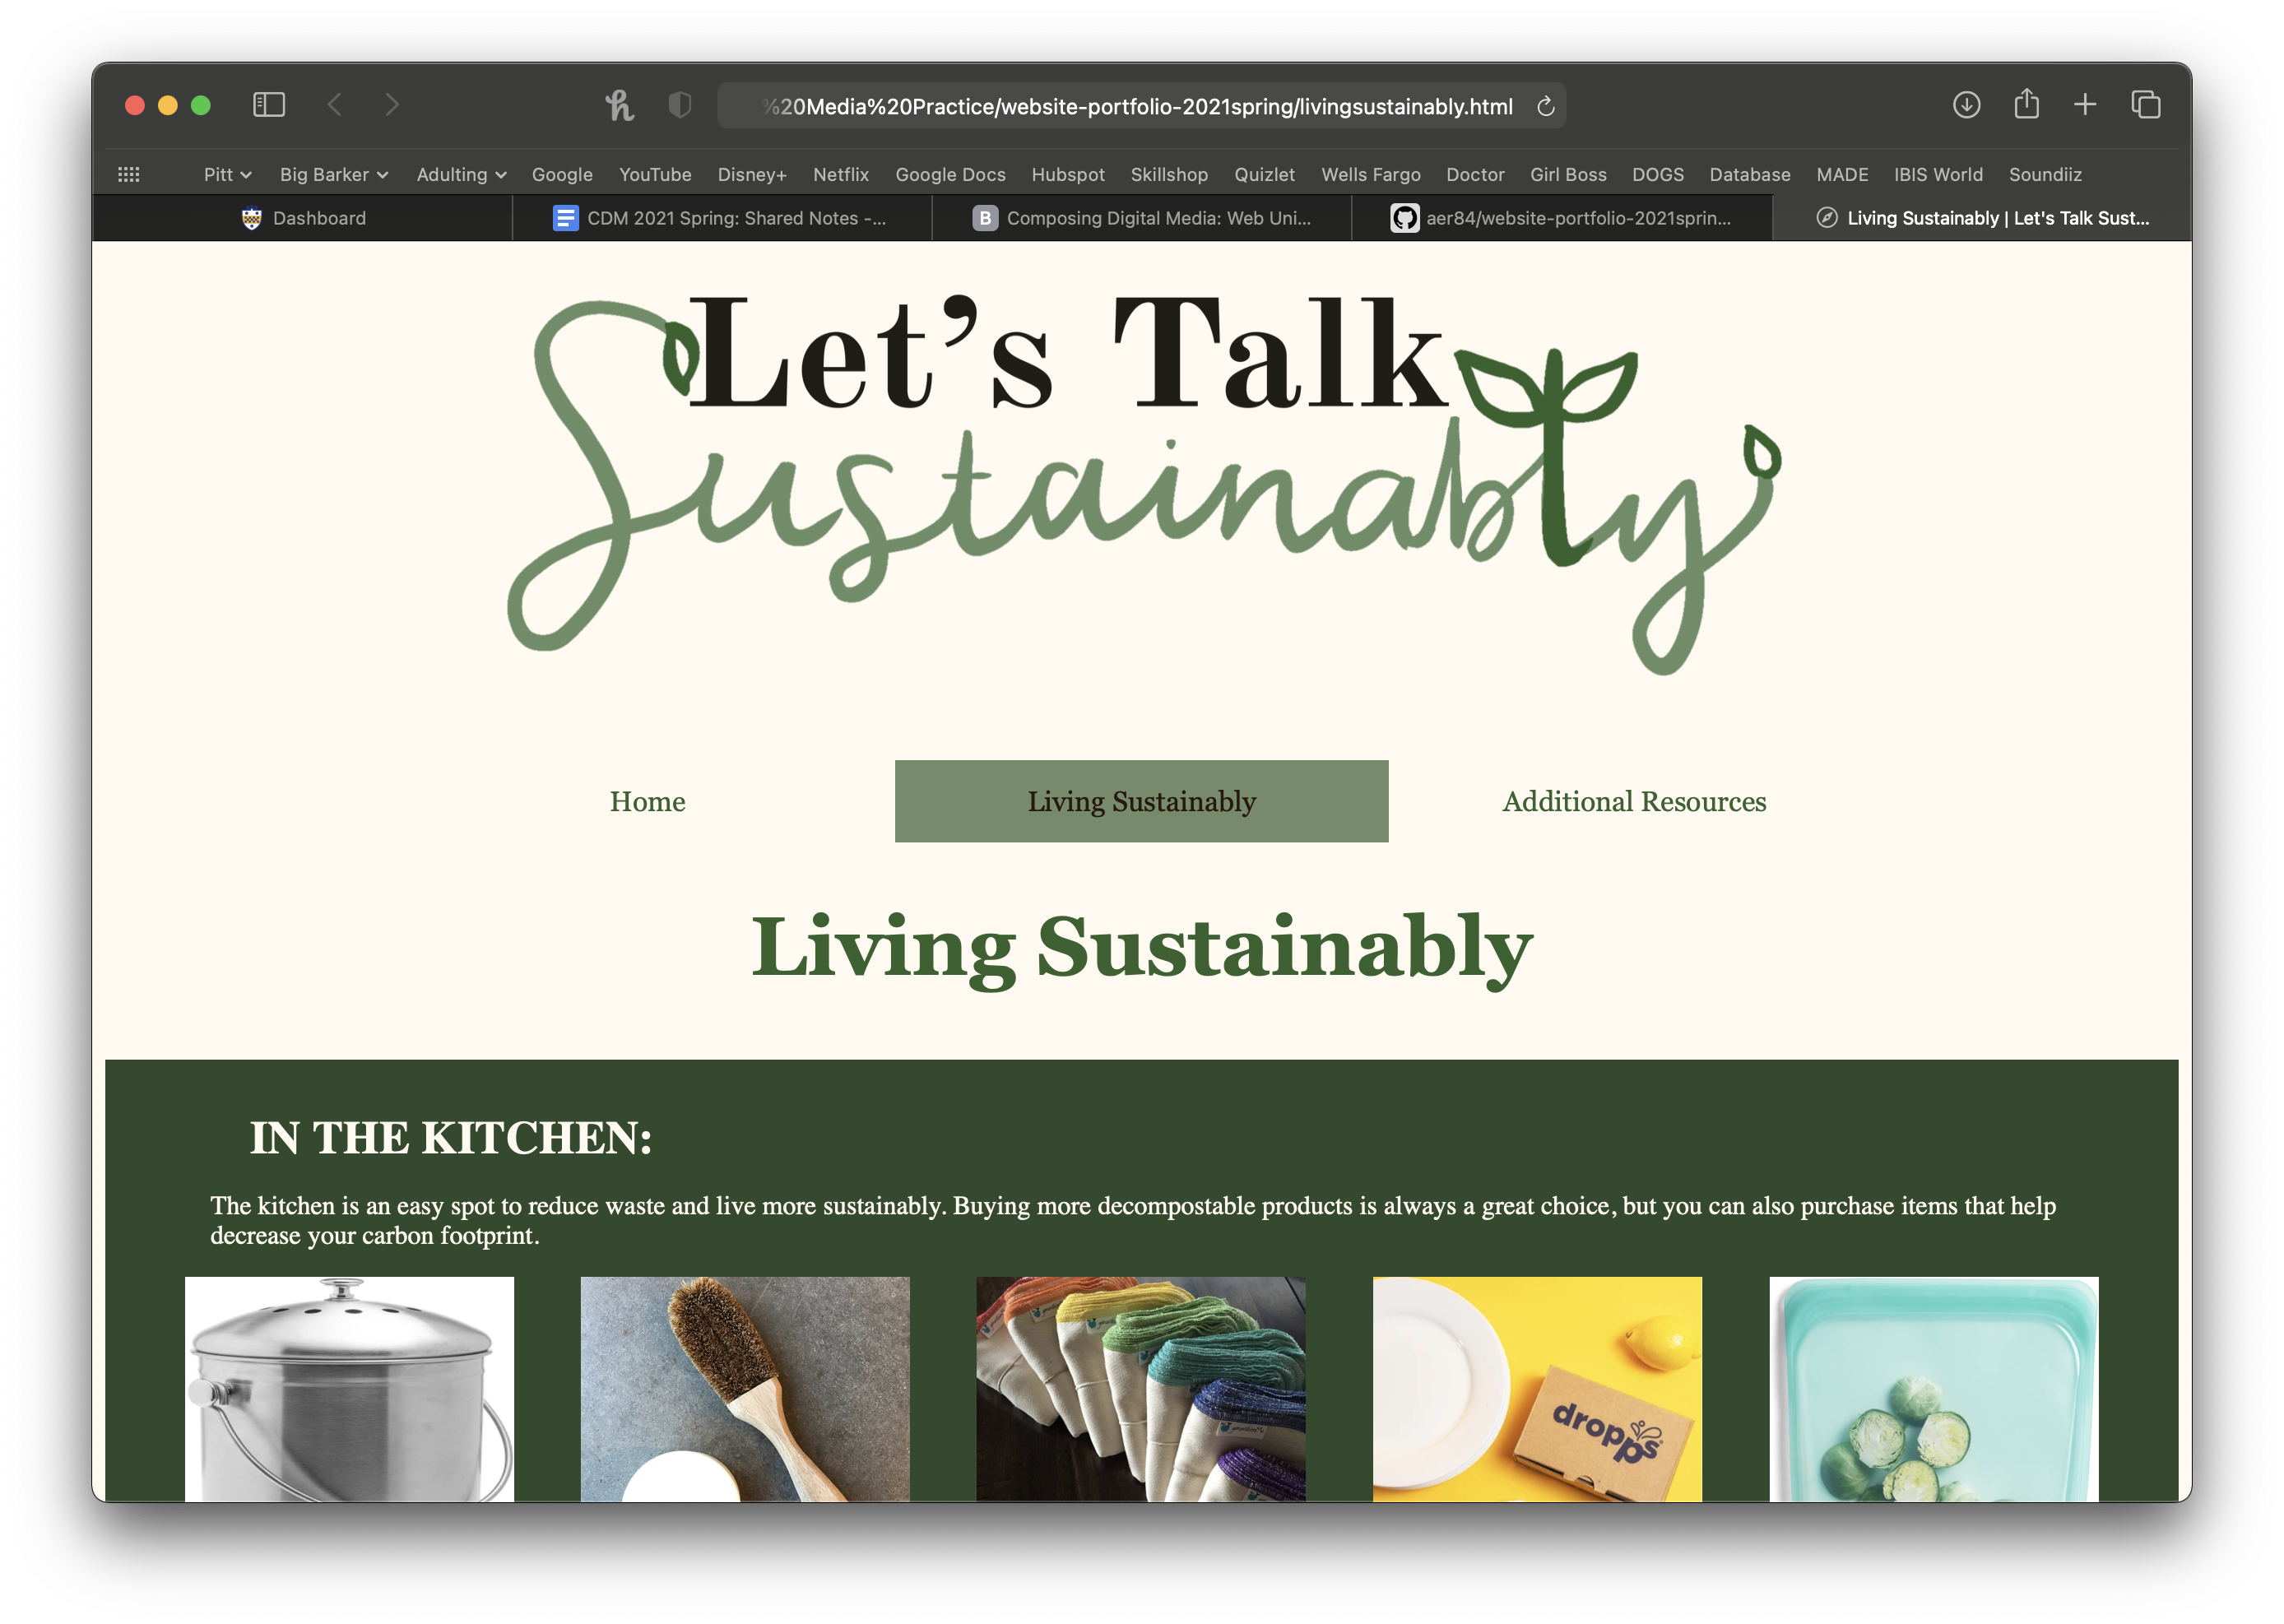 %20Media%20Practice/website-portfolio-2021spring/livingsustainably.html
Pitt Big Barker Adulting Google YouTube Disney+ Netflix Google Docs Hubspot Skillshop Quizlet Wells Fargo Doctor Girl Boss DOGS Database MADE IBIS World Soundiiz
Dashboard CDM 2021 Spring: Shared Notes -... B Composing Digital Media: Web Uni... aer84/website-portfolio-2021sprin... Living Sustainably | Let's Talk Sust...
Let's Talk
Sustainably
Home Living Sustainably Additional Resources
Living Sustainably
IN THE KITCHEN:
The kitchen is an easy spot to reduce waste and live more sustainably. Buying more decompostable products is always a great choice, but you can also purchase items that help
decrease your carbon footprint.
dropps